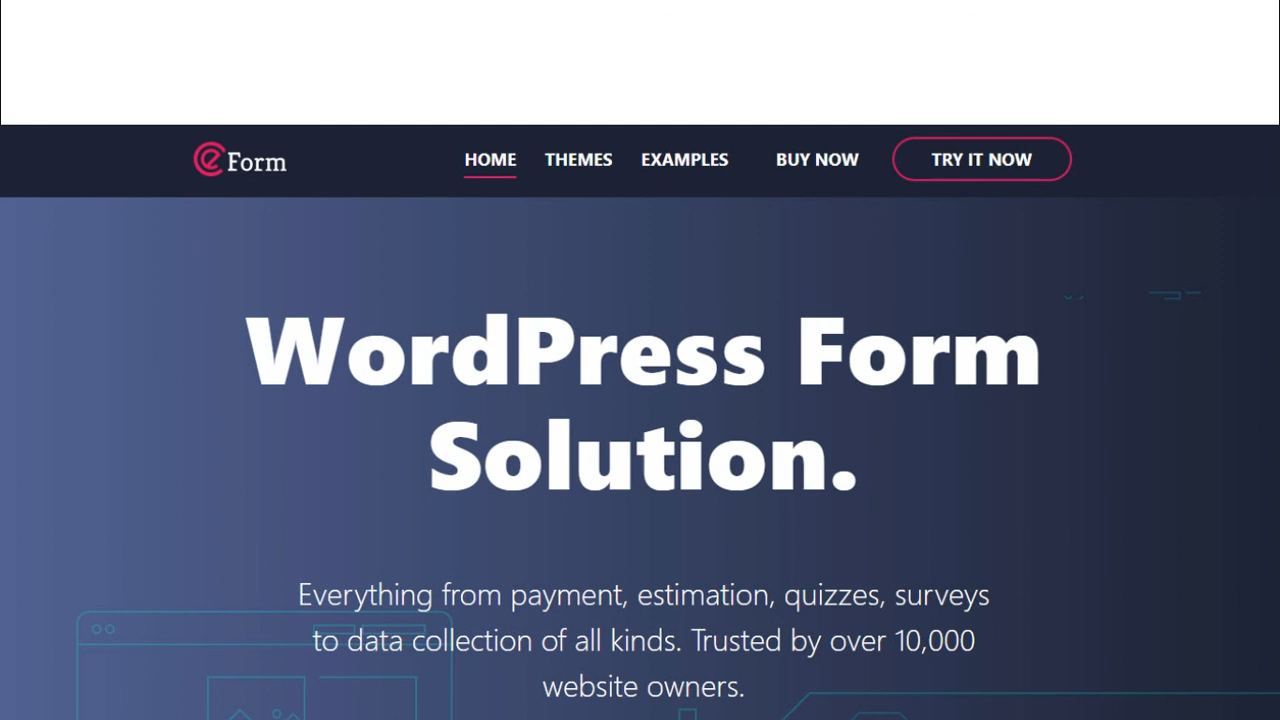 eForm
HOME THEMES EXAMPLES BUY NOW TRY IT NOW
WordPress Form
Solution.
Everything from payment, estimation, quizzes, surveys
to data collection of all kinds. Trusted by over 10,000
website owners.